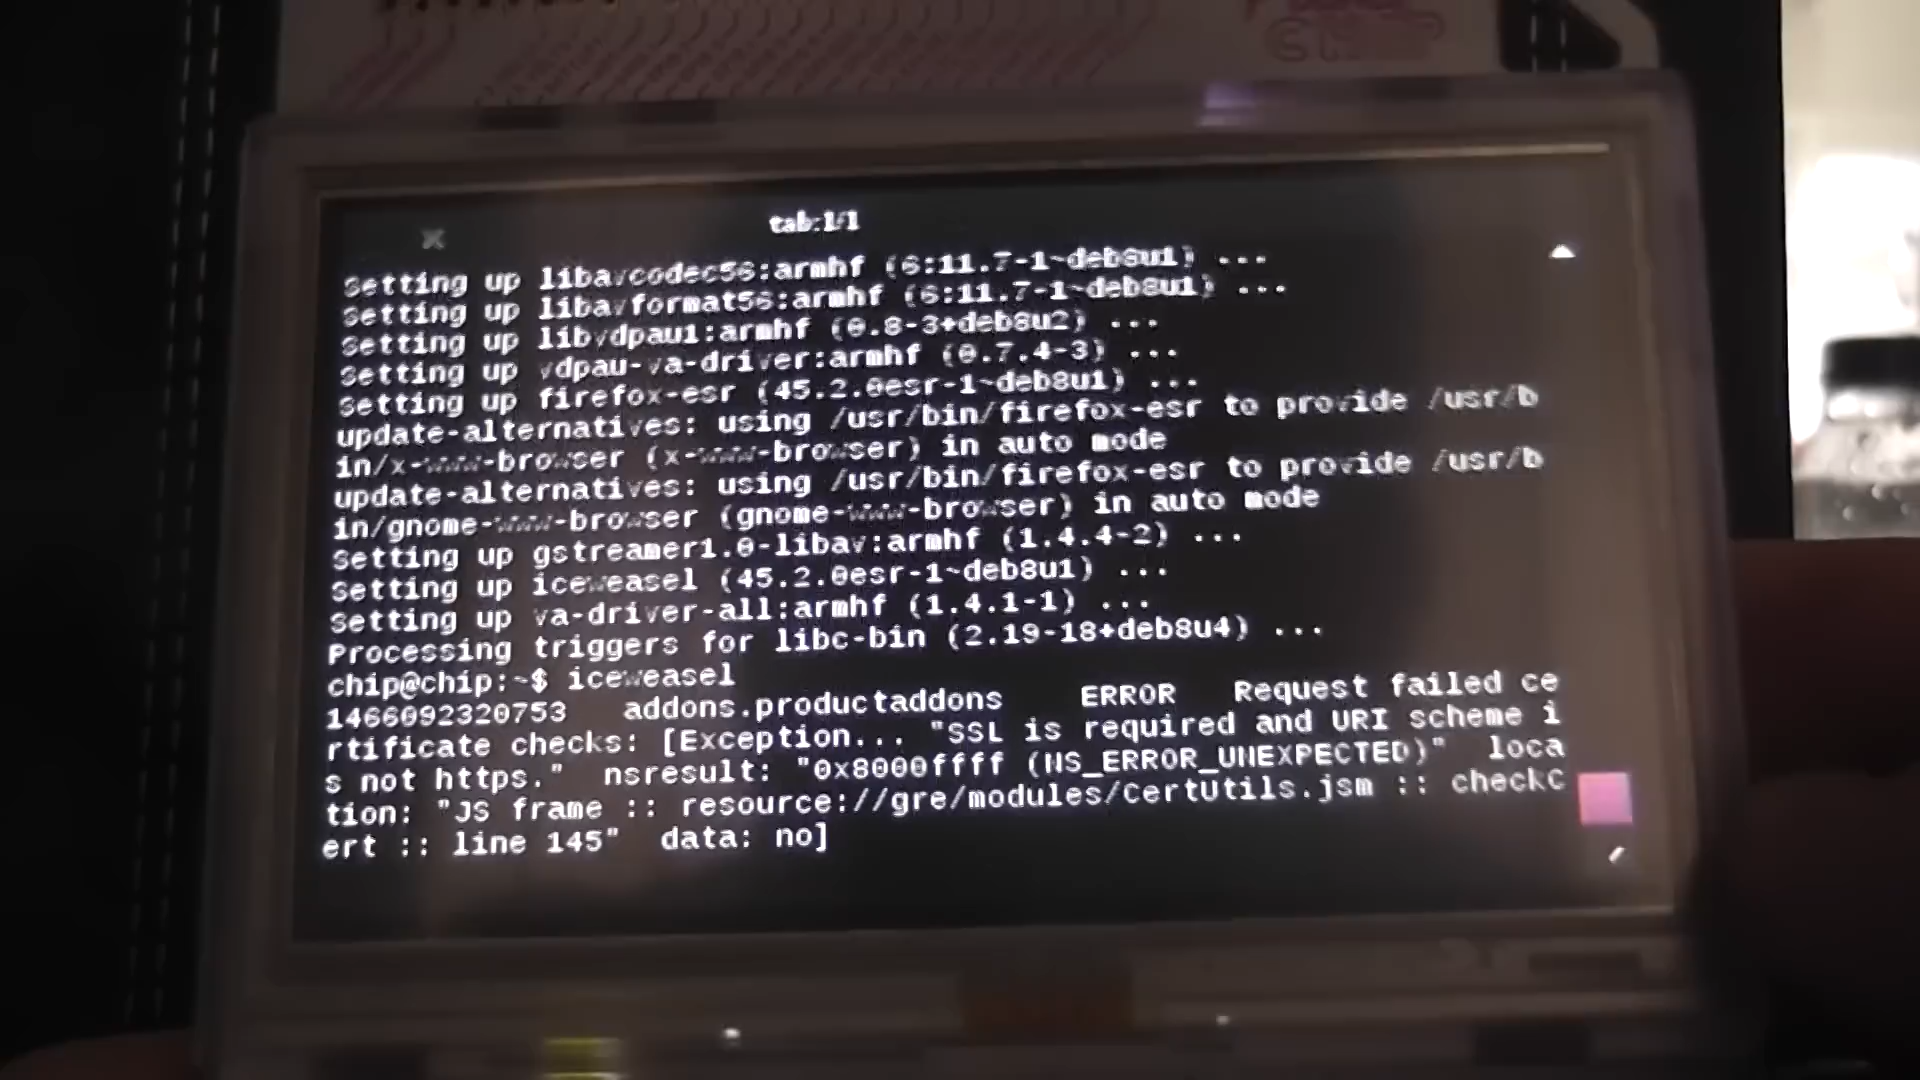 tab:1/1
Setting up libavcodec56:armhf (6:11.7-1~deb8u1) ...
Setting up libavformat56:armhf (6:11.7-1~deb8u1) ...
Setting up libvdpau1:armhf (0.8-3+deb8u2) ...
Setting up vdpau-va-driver:armhf (0.7.4-3) ...
Setting up firefox-esr (45.2.0esr-1~deb8u1) ...
update-alternatives: using /usr/bin/firefox-esr to provide /usr/b
in/x-www-browser (x-www-browser) in auto mode
update-alternatives: using /usr/bin/firefox-esr to provide /usr/b
in/gnome-www-browser (gnome-www-browser) in auto mode
Setting up gstreamer1.0-libav:armhf (1.4.4-2) ...
Setting up iceweasel (45.2.0esr-1~deb8u1) ...
Setting up va-driver-all:armhf (1.4.1-1) ...
Processing triggers for libc-bin (2.19-18+deb8u4) ...
chip@chip:~$ iceweasel
1466092320753 addons.productaddons ERROR Request failed ce
rtificate checks: [Exception... "SSL is required and URI scheme i
s not https." nsresult: "0x8000ffff (NS_ERROR_UNEXPECTED)" loca
tion: "JS frame :: resource://gre/modules/CertUtils.jsm :: checkC
ert :: line 145" data: no]